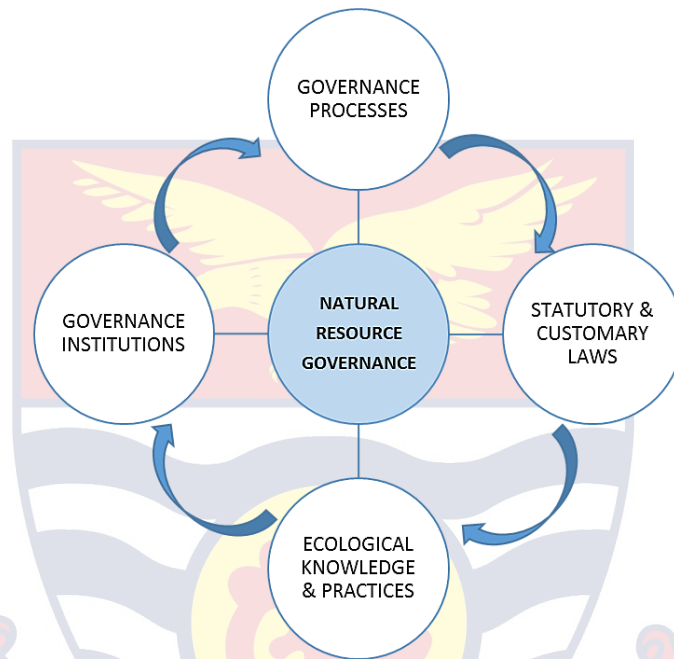 GOVERNANCE
PROCESSES
GOVERNANCE
INSTITUTIONS
NATURAL
RESOURCE
GOVERNANCE
STATUTORY &
CUSTOMARY
LAWS
ECOLOGICAL
KNOWLEDGE
& PRACTICES